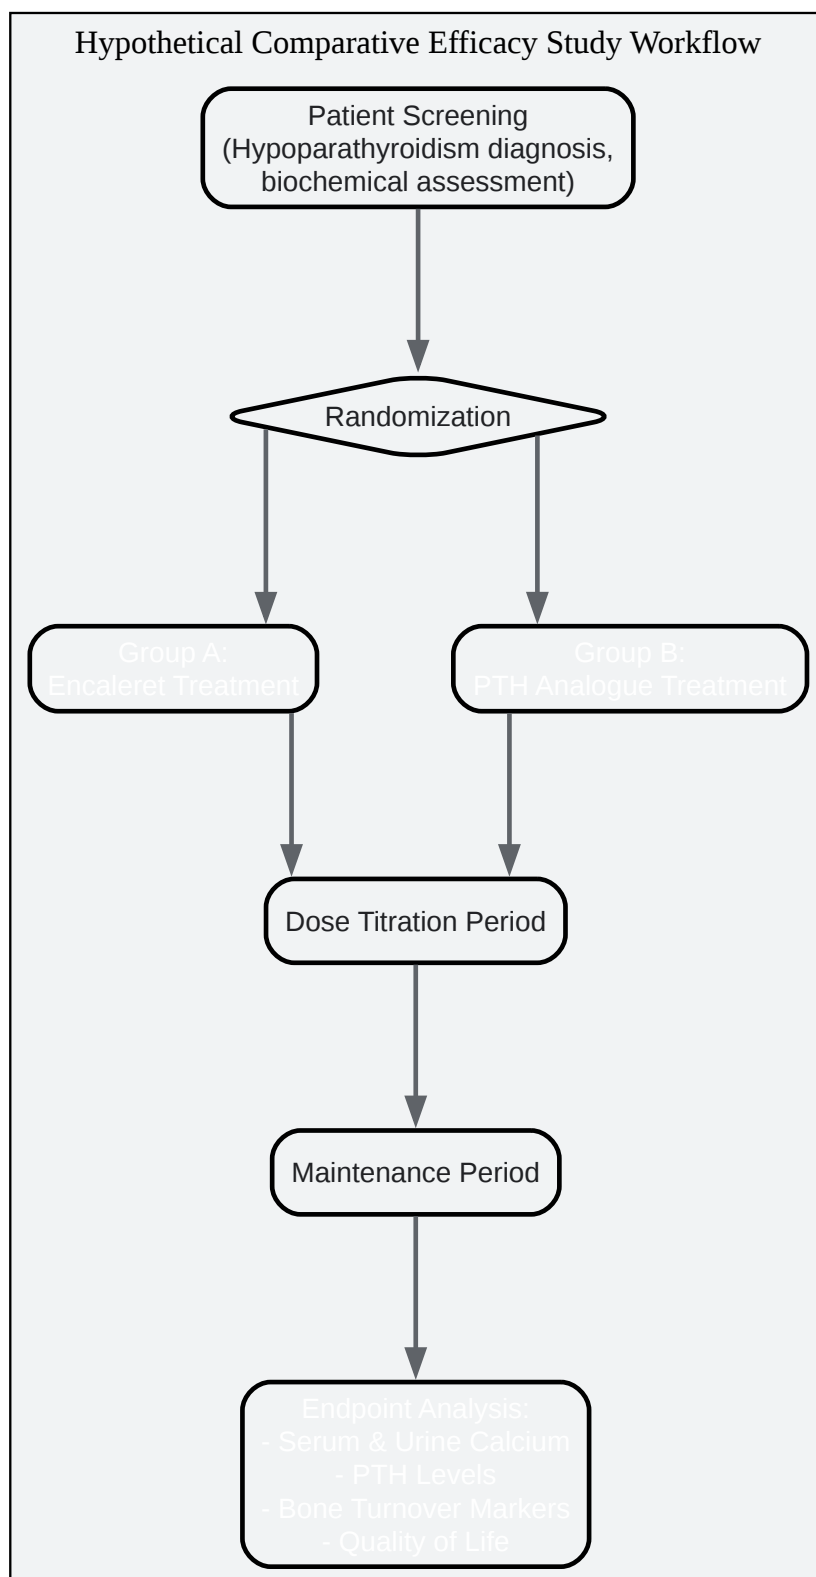 Hypothetical Comparative Efficacy Study Workflow
Patient Screening
(Hypoparathyroidism diagnosis,
biochemical assessment)
Randomization
Group A:
Encaleret Treatment
Group B:
PTH Analogue Treatment
Dose Titration Period
Maintenance Period
Endpoint Analysis:
- Serum & Urine Calcium
- PTH Levels
- Bone Turnover Markers
- Quality of Life